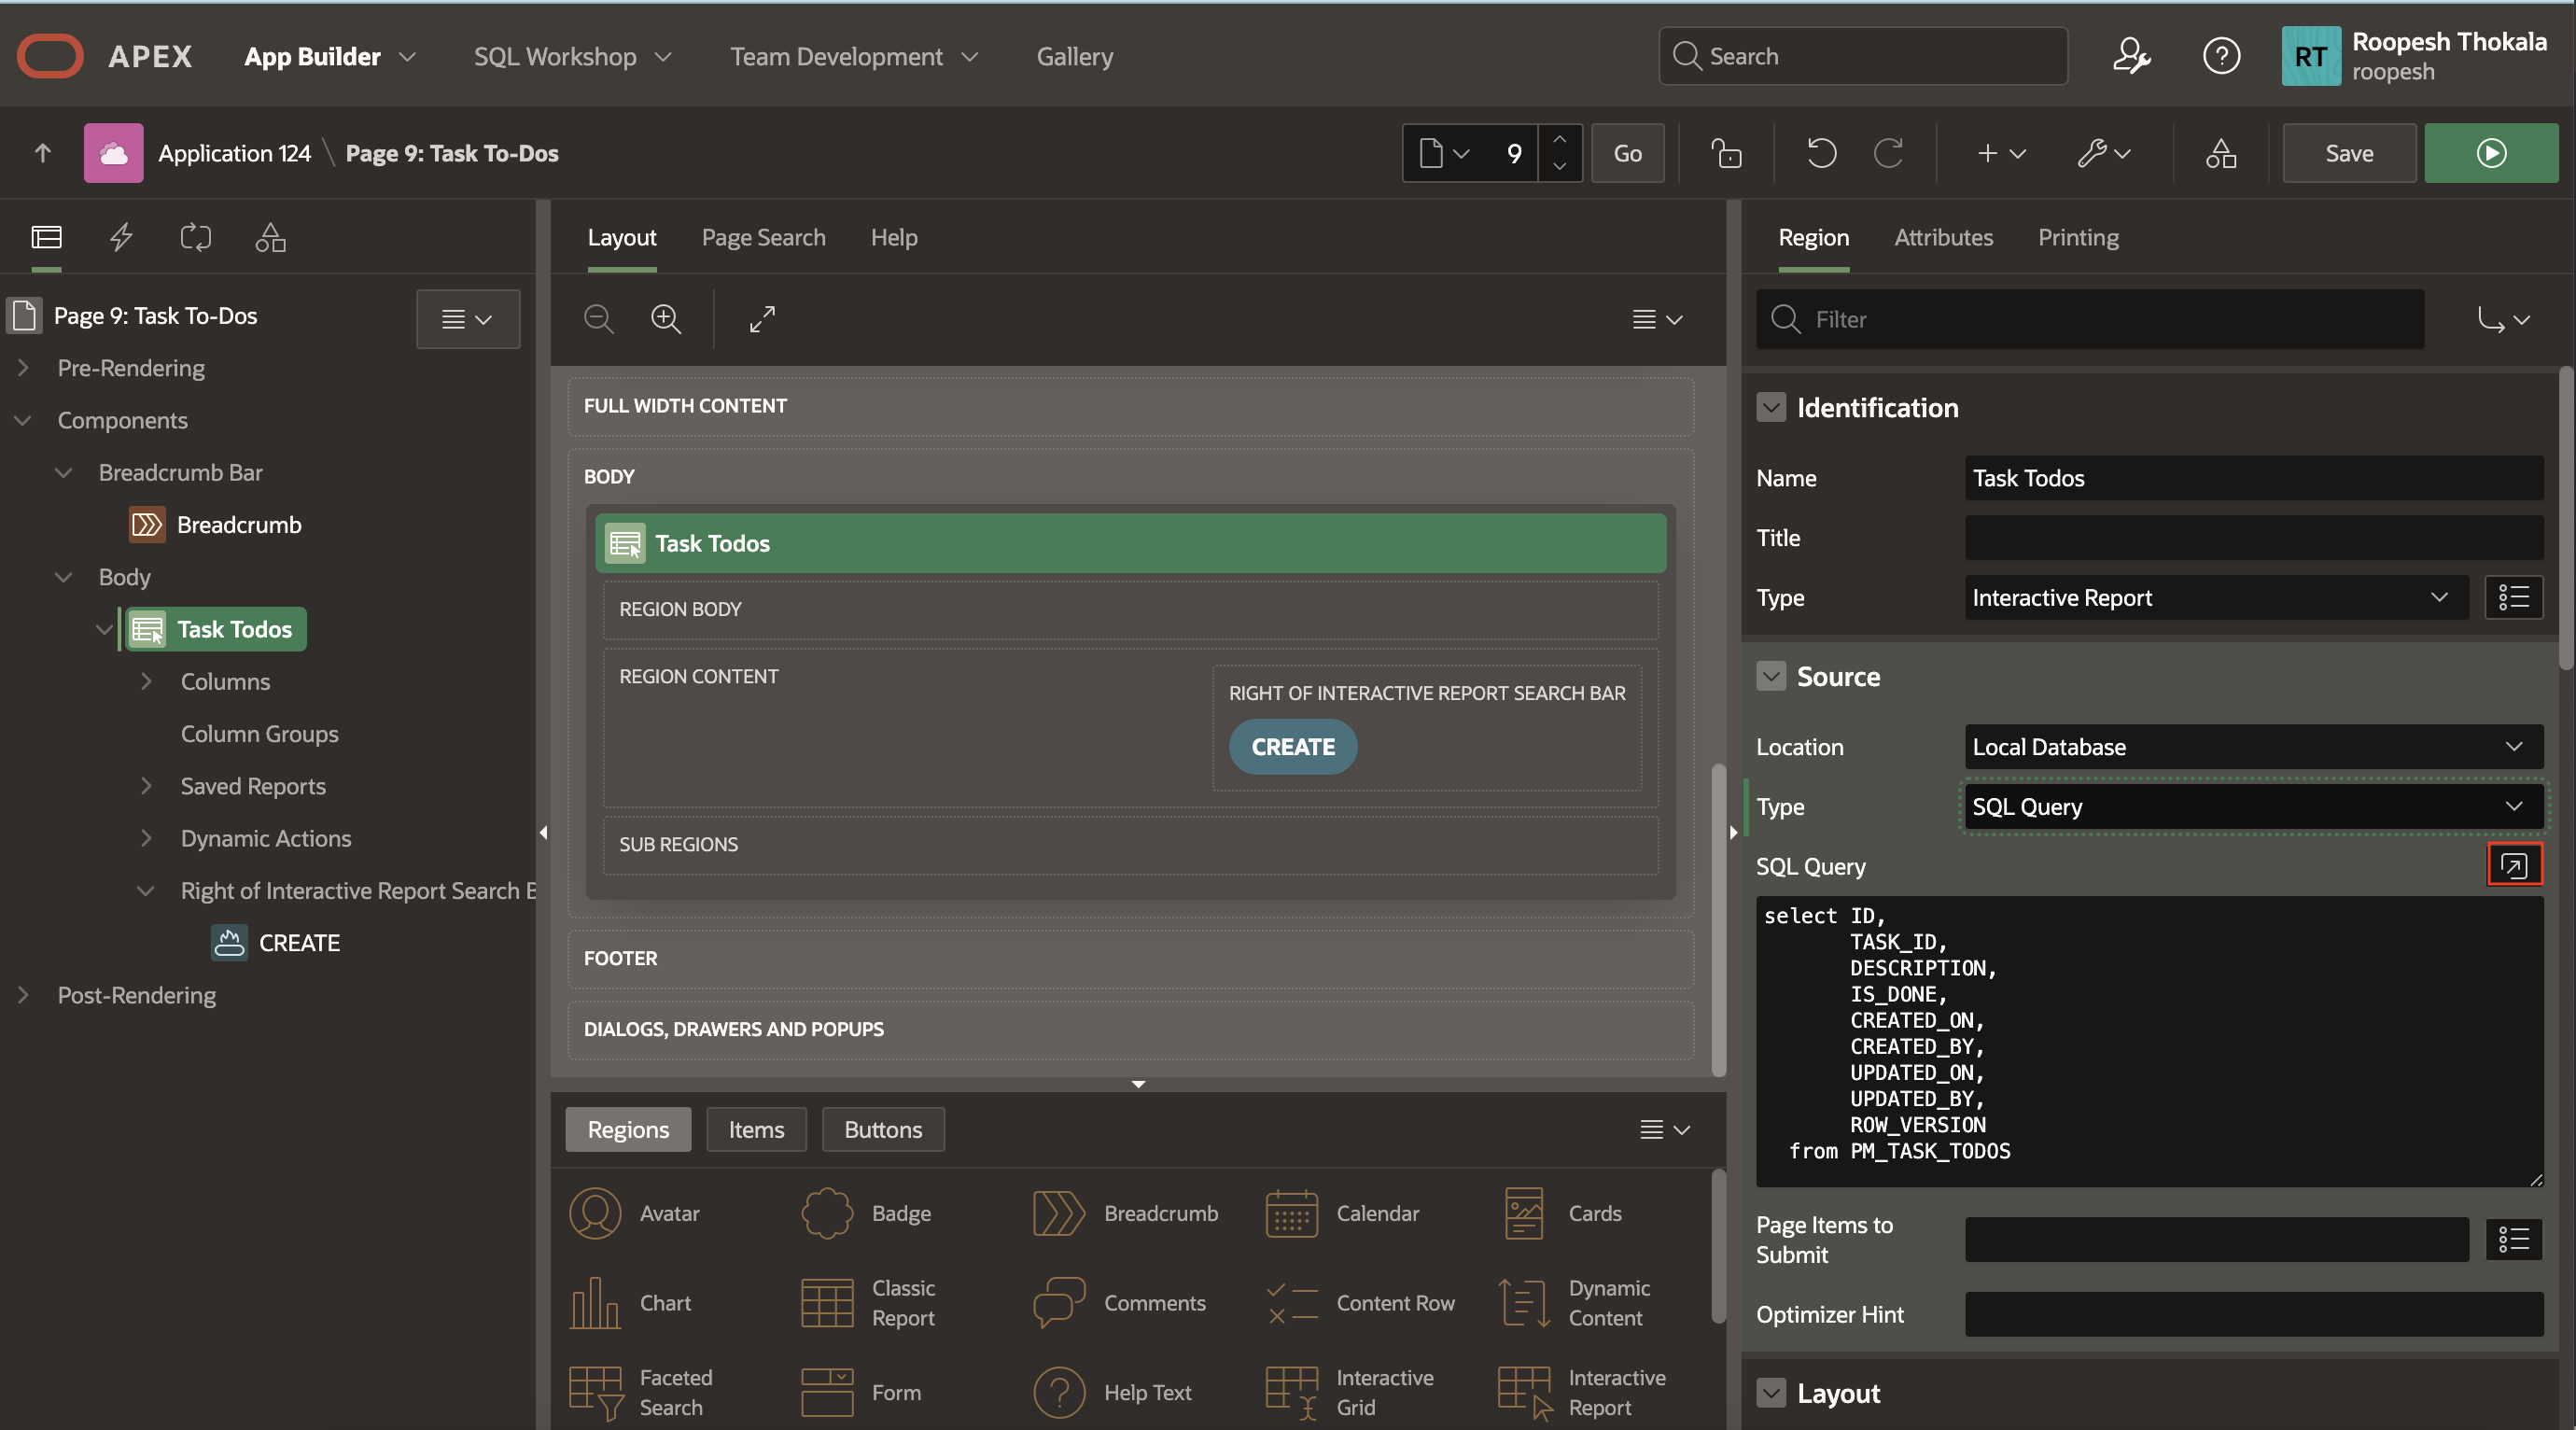 APEX
App Builder
SQL Workshop
Team Development
Gallery
Search
RT
Roopesh Thokala
roopesh
Application 124 \ Page 9: Task To-Dos
9
Go
Save
Page 9: Task To-Dos
Pre-Rendering
Components
Breadcrumb Bar
Breadcrumb
Body
Task Todos
Columns
Column Groups
Saved Reports
Dynamic Actions
Right of Interactive Report Search B
CREATE
Post-Rendering
Layout
Page Search
Help
FULL WIDTH CONTENT
BODY
Task Todos
REGION BODY
REGION CONTENT
RIGHT OF INTERACTIVE REPORT SEARCH BAR
CREATE
SUB REGIONS
FOOTER
DIALOGS, DRAWERS AND POPUPS
Regions
Items
Buttons
Avatar
Badge
Breadcrumb
Calendar
Cards
Chart
Classic
Report
Comments
Content Row
Dynamic
Content
Faceted
Search
Form
Help Text
Interactive
Grid
Interactive
Report
Region
Attributes
Printing
Filter
Identification
Name
Task Todos
Title
Type
Interactive Report
Source
Location
Local Database
Type
SQL Query
SQL Query
select ID,
TASK_ID,
DESCRIPTION,
IS_DONE,
CREATED_ON,
CREATED_BY,
UPDATED_ON,
UPDATED_BY,
ROW_VERSION
from PM_TASK_TODOS
Page Items to
Submit
Optimizer Hint
Layout